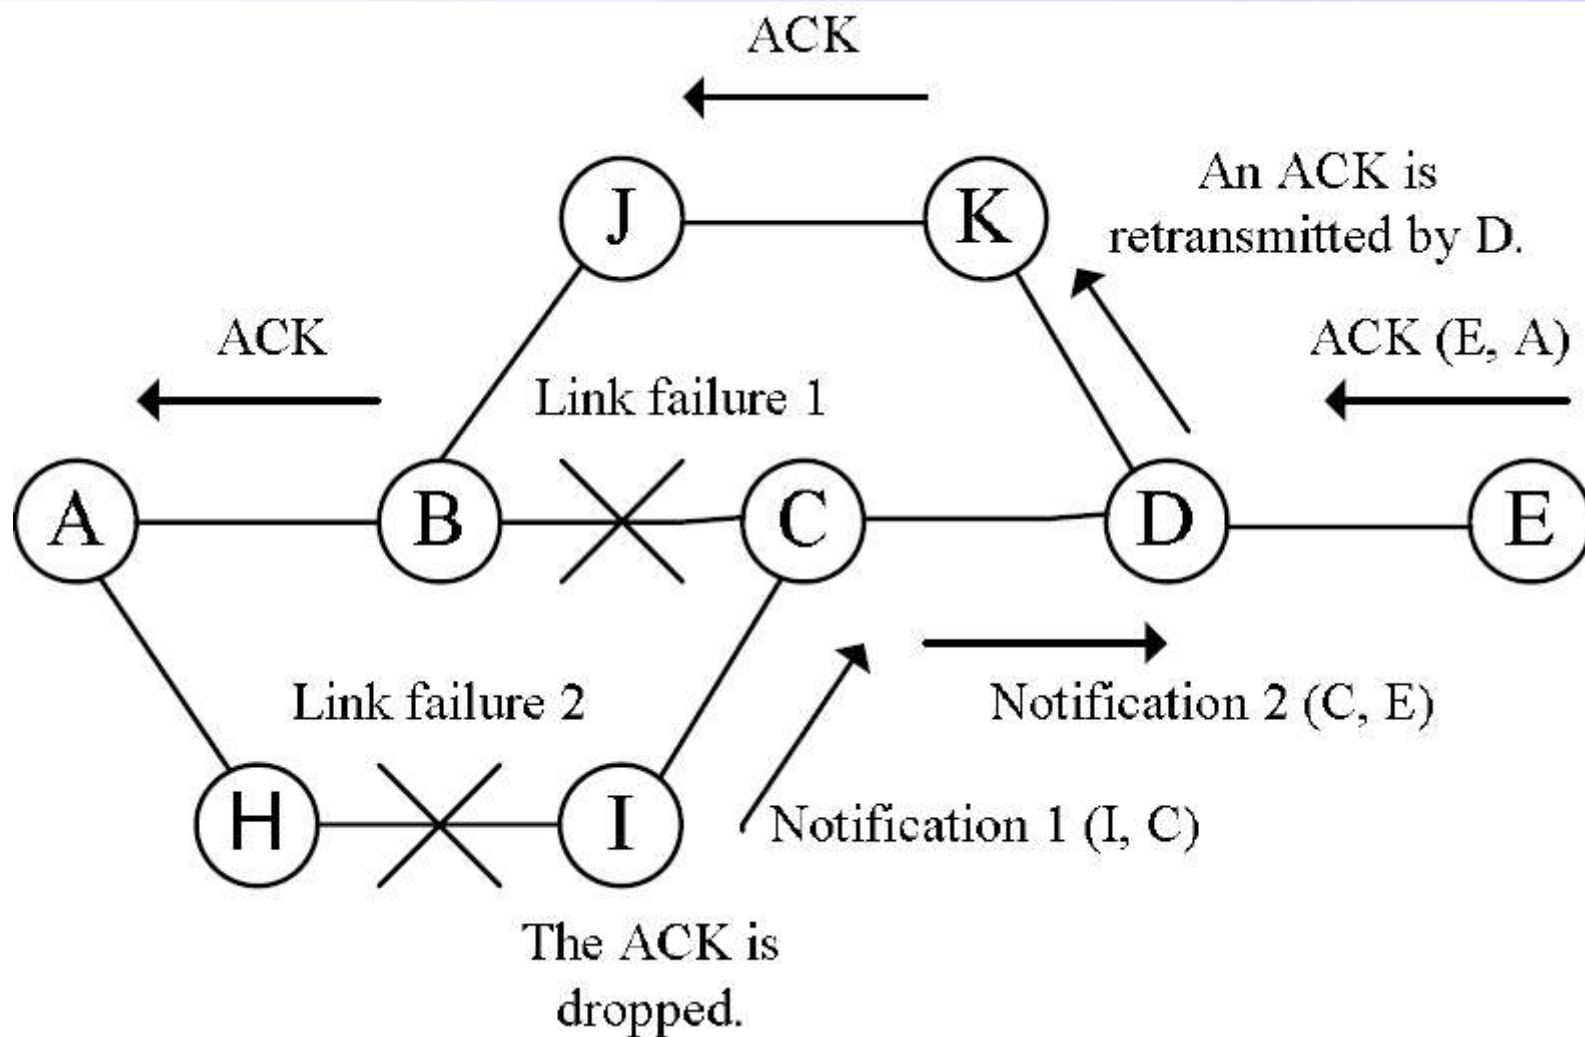 ACK
J
K
An ACK is
retransmitted by D.
ACK
ACK (E, A)
Link failure 1
A
B
C
D
E
Link failure 2
Notification 2 (C, E)
H
I
Notification 1 (I, C)
The ACK is
dropped.